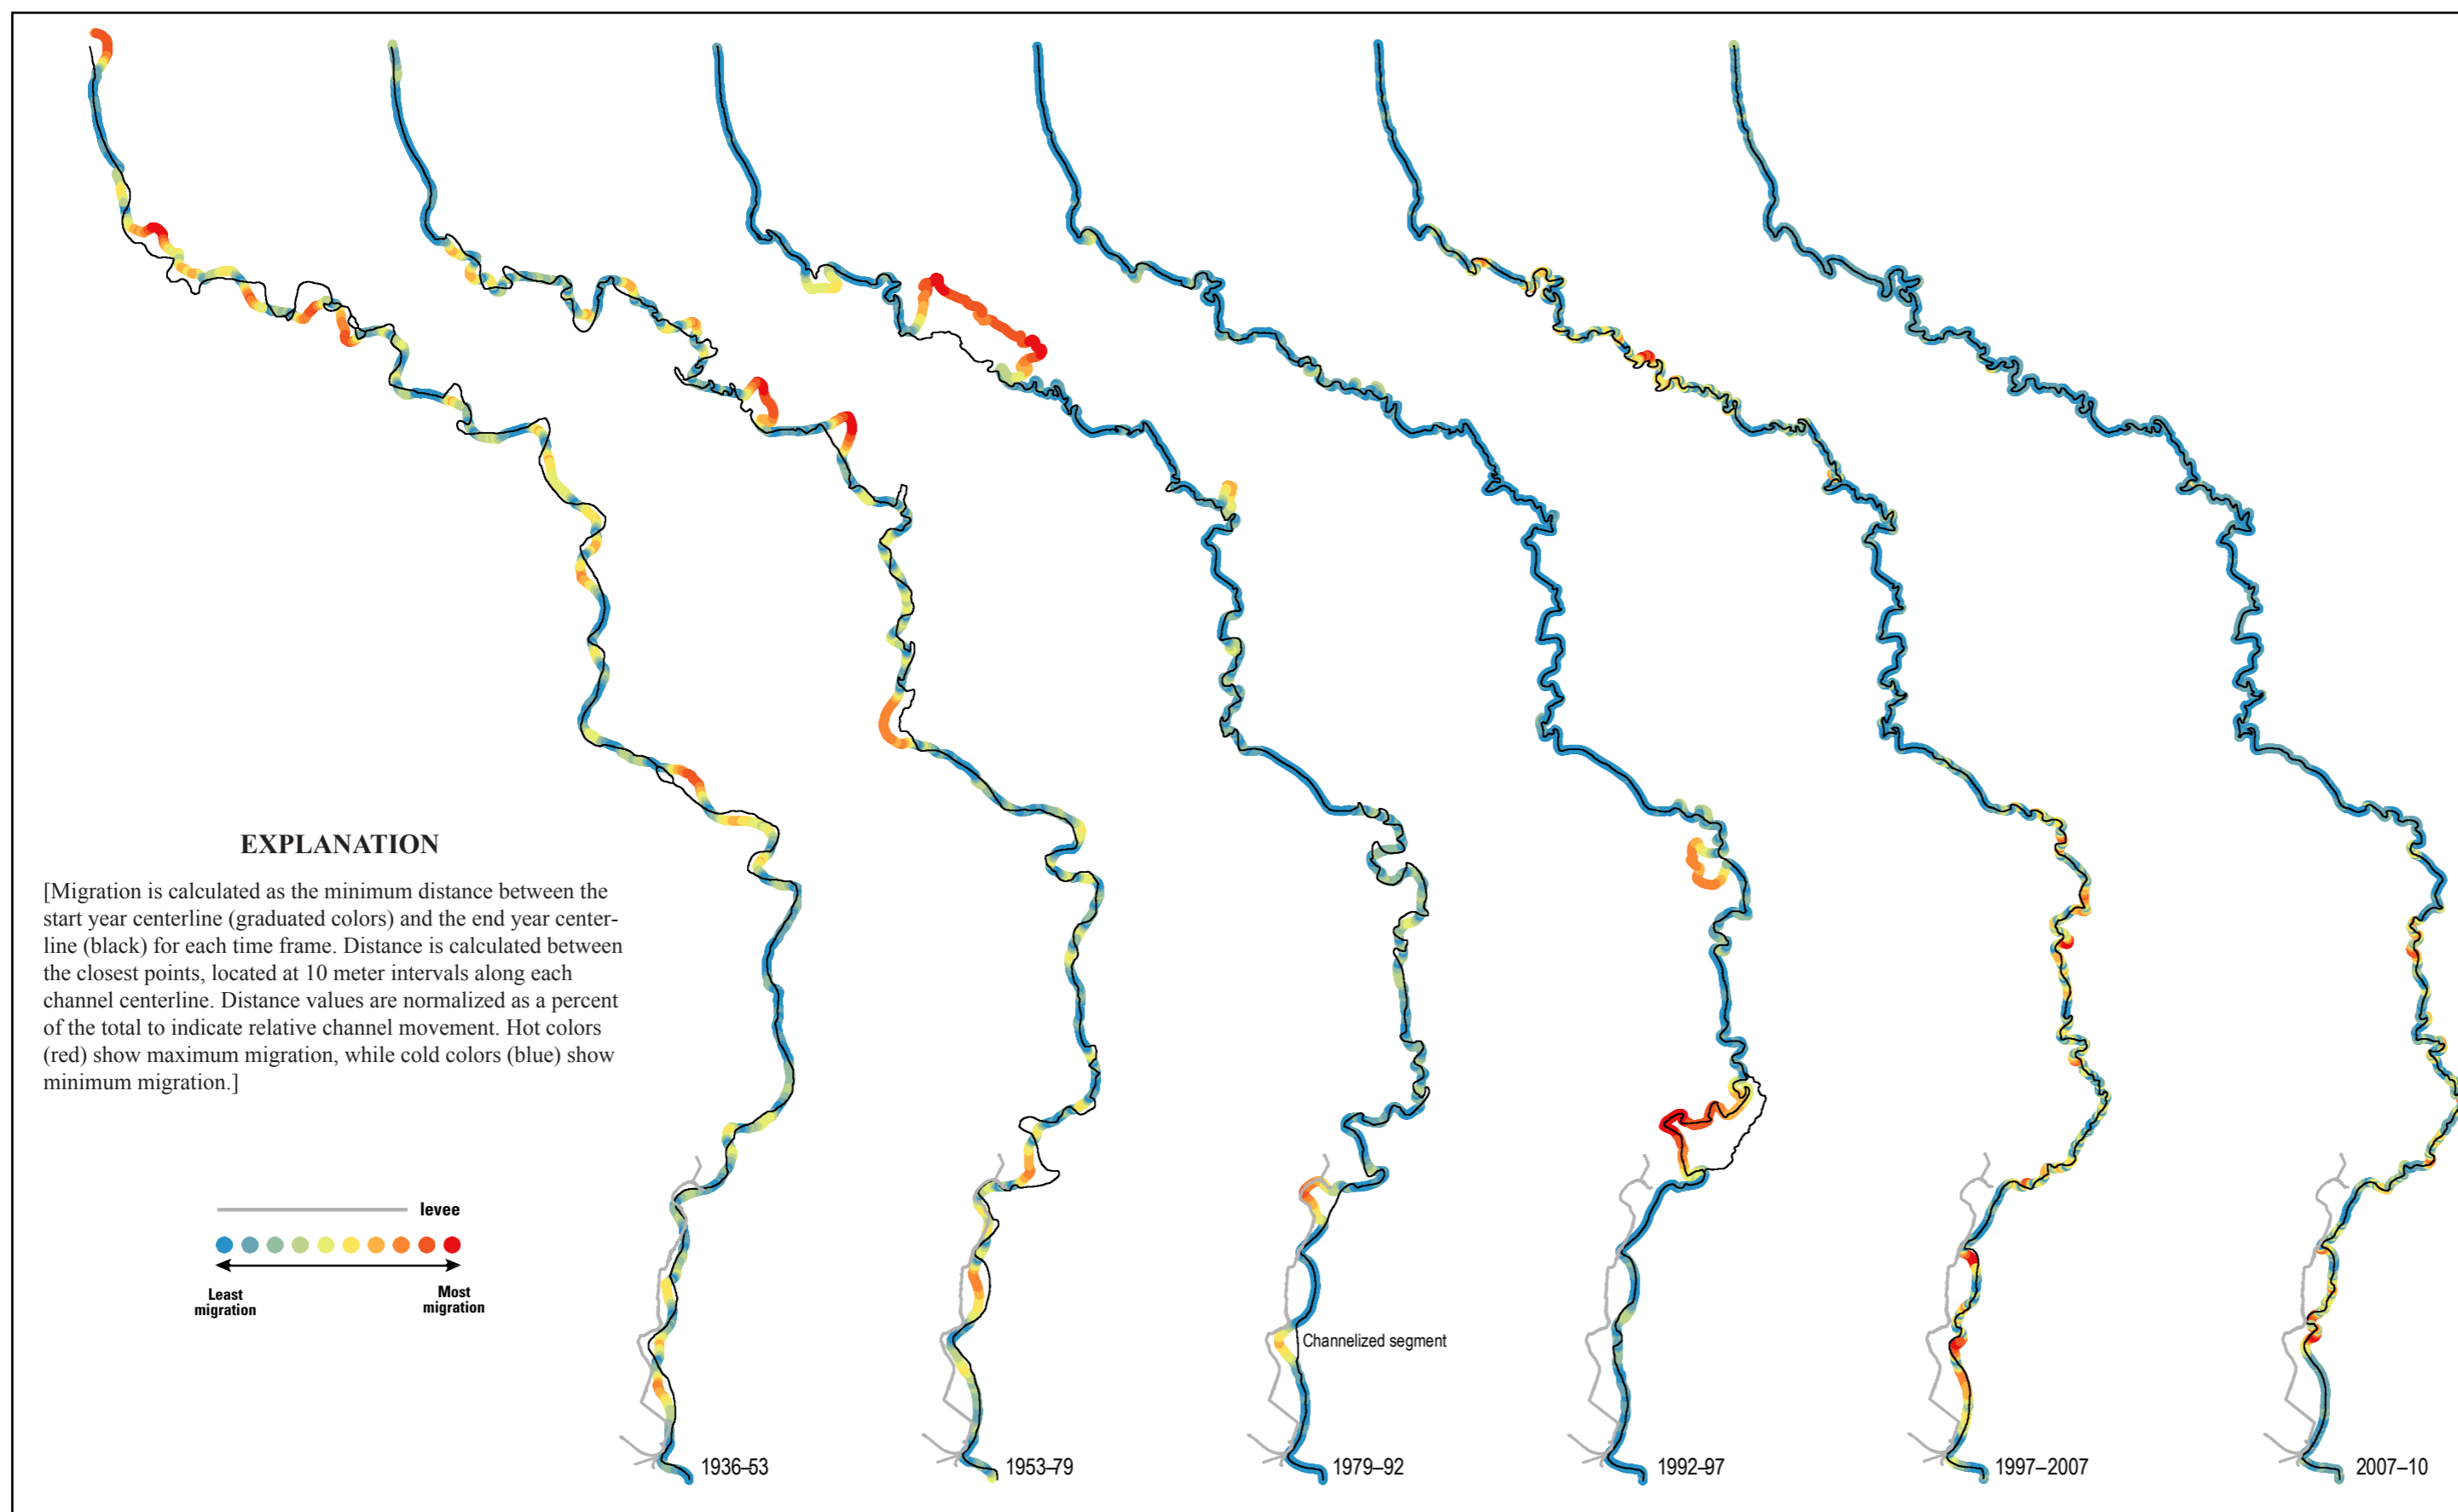 EXPLANATION
[Migration is calculated as the minimum distance between the
start year centerline (graduated colors) and the end year center-
line (black) for each time frame. Distance is calculated between
the closest points, located at 10 meter intervals along each
channel centerline. Distance values are normalized as a percent
of the total to indicate relative channel movement. Hot colors
(red) show maximum migration, while cold colors (blue) show
minimum migration.]
levee
Least
migration
Most
migration
Channelized segment
1936–53
1953–79
1979–92
1992–97
1997–2007
2007–10